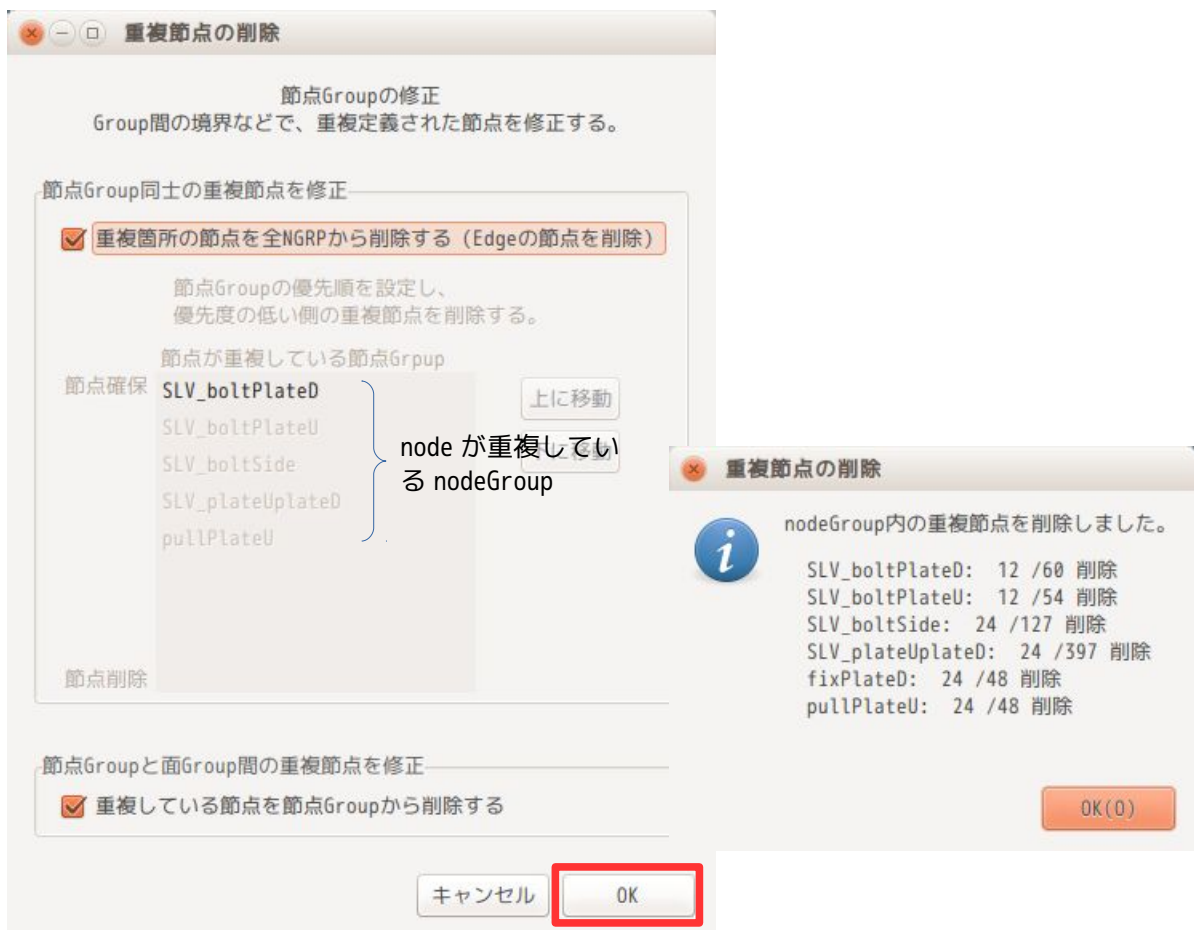 重複節点の削除
節点Groupの修正
Group間の境界などで、重複定義された節点を修正する。
節点Group同士の重複節点を修正
重複箇所の節点を全NGRPから削除する (Edgeの節点を削除)
節点Groupの優先順を設定し、
優先度の低い側の重複節点を削除する。
節点が重複している節点Grpup
節点確保
SLV_boltPlateD
SLV_boltPlateU
SLV_boltSide
SLV_plateUplateD
pullPlateU
上に移動
下に移動
node が重複してい
る nodeGroup
節点削除
節点Groupと面Group間の重複節点を修正
重複している節点を節点Groupから削除する
キャンセル
OK
重複節点の削除
nodeGroup内の重複節点を削除しました。
SLV_boltPlateD: 12 /60 削除
SLV_boltPlateU: 12 /54 削除
SLV_boltSide: 24 /127 削除
SLV_plateUplateD: 24 /397 削除
fixPlateD: 24 /48 削除
pullPlateU: 24 /48 削除
OK(O)